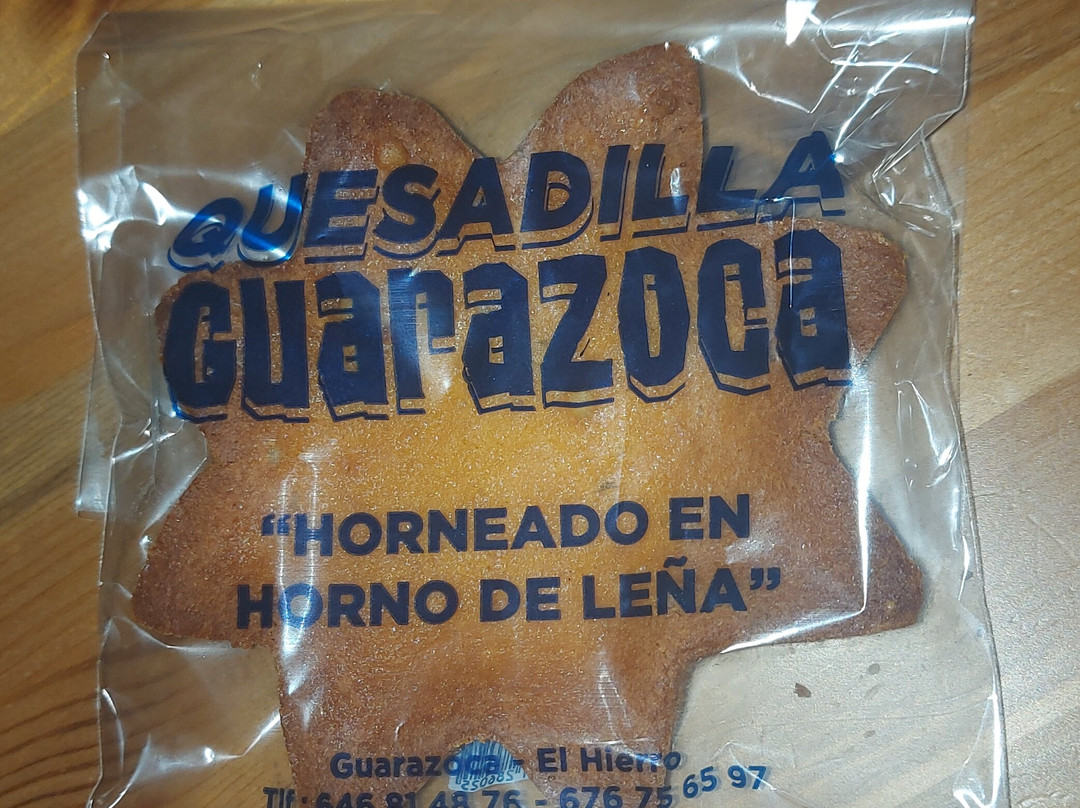 QUESADILLA
Guarazoca
“HORNEADO EN
HORNO DE LEÑA”
Guarazoca - El Hierro
Tlf.: 646 81 48 76 - 676 75 65 97